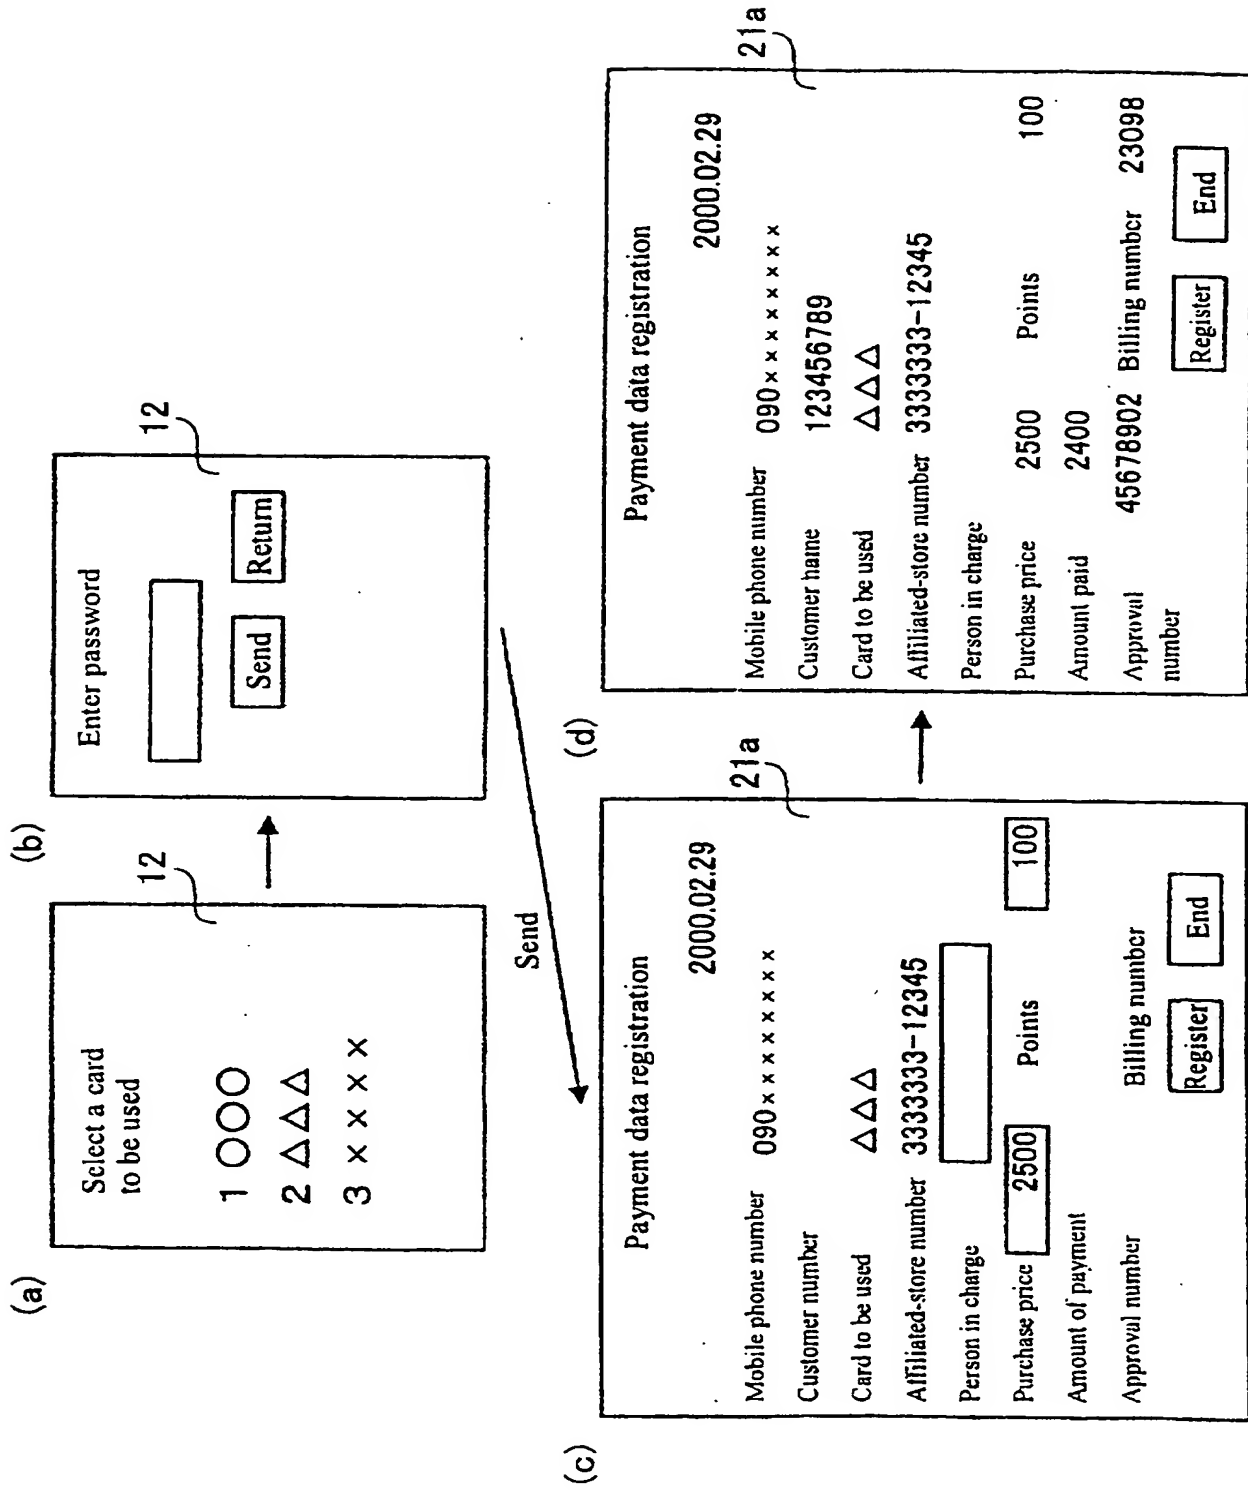 (a)
12
Select a card
to be used
1 ○○○
2 △△△
3 × × × ×
(b)
12
Enter password
Send Return
Send
(c)
21a
Payment data registration
2000.02.29
Mobile phone number 090××××××××
Customer number
Card to be used △△△
Affiliated-store number 3333333-12345
Person in charge
Purchase price 2500 Points 100
Amount of payment
Approval number Billing number
Register End
(d)
21a
Payment data registration
2000.02.29
Mobile phone number 090××××××××
Customer name 123456789
Card to be used △△△
Affiliated-store number 3333333-12345
Person in charge
Purchase price 2500 Points 100
Amount paid 2400
Approval 45678902 Billing number 23098
number
Register End